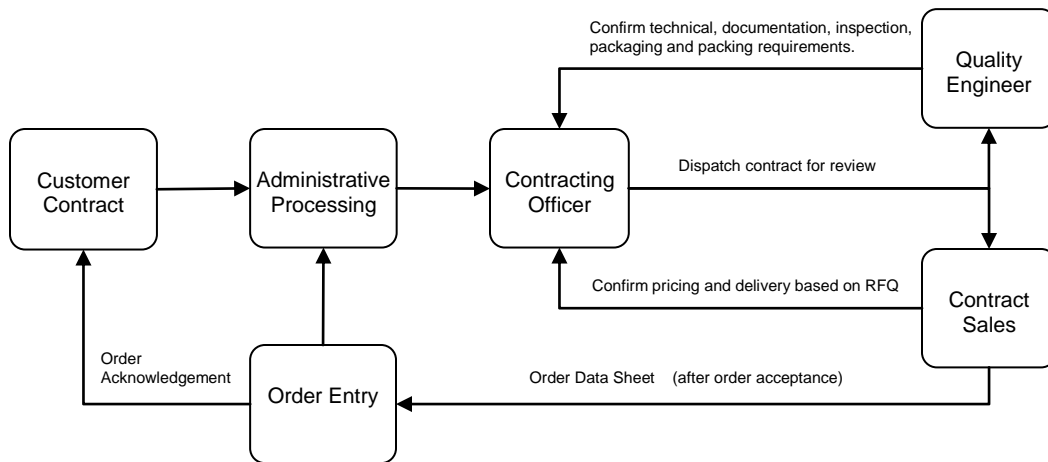 Confirm technical, documentation, inspection,
packaging and packing requirements.
Quality
Engineer
Customer
Contract
Administrative
Processing
Contracting
Officer
Dispatch contract for review
Confirm pricing and delivery based on RFQ
Contract
Sales
Order
Acknowledgement
Order Entry
Order Data Sheet (after order acceptance)